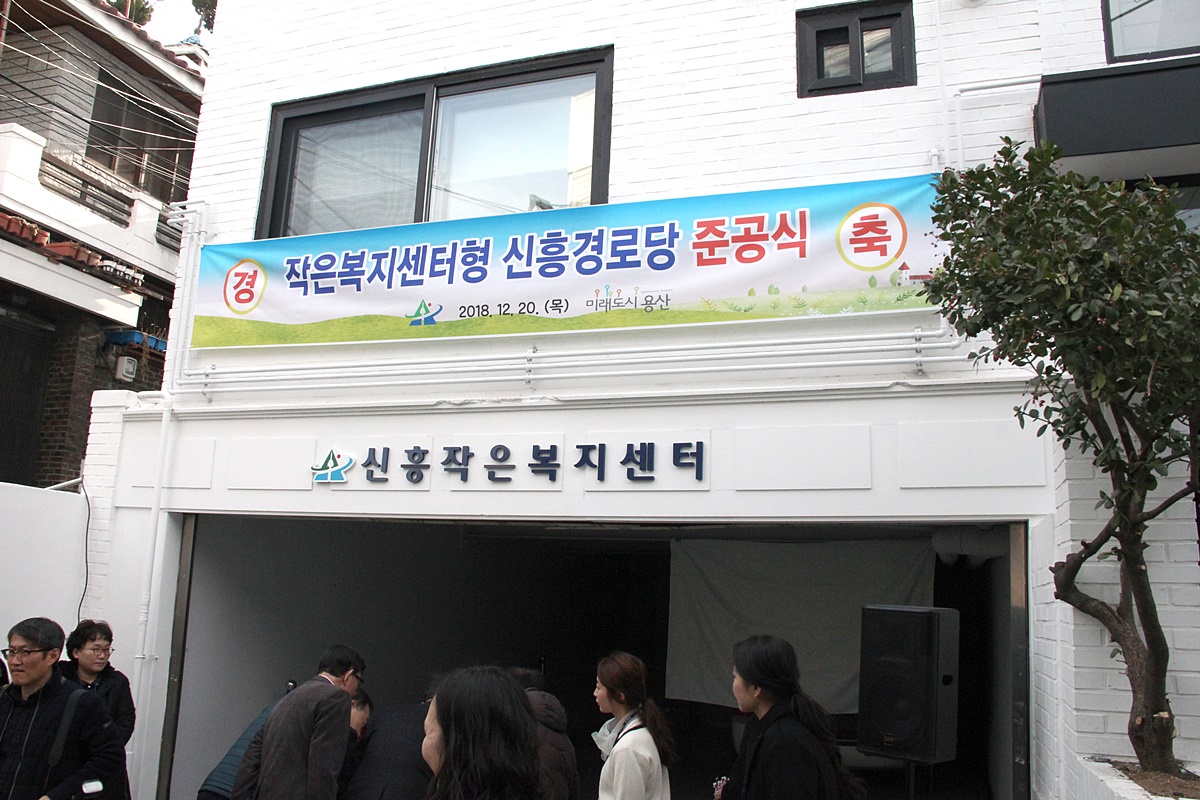 경 작은복지센터형 신흥경로당 준공식 축
2018. 12. 20. (목) 미래도시 용산
신흥작은복지센터